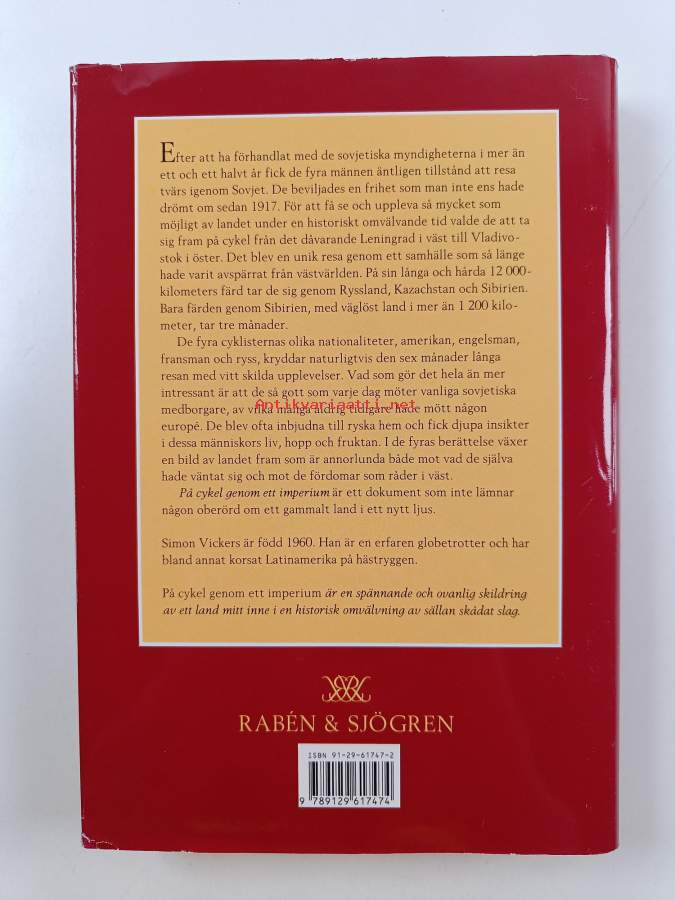 Efter att ha förhandlat med de sovjetiska myndigheterna i mer än
ett och ett halvt år fick de fyra männen äntligen tillstånd att resa
tvärs igenom Sovjet. De beviljades en frihet som man inte ens hade
drömt om sedan 1917. För att få se och uppleva så mycket som
möjligt av landet under en historiskt omvälvande tid valde de att ta
sig fram på cykel från det dåvarande Leningrad i väst till Vladivo-
stok i öster. Det blev en unik resa genom ett samhälle som så länge
hade varit avspärrat från västvärlden. På sin långa och hårda 12 000-
kilometers färd tar de sig genom Ryssland, Kazachstan och Sibirien.
Bara färden genom Sibirien, med väglöst land i mer än 1 200 kilo-
meter, tar tre månader.
De fyra cyklisternas olika nationaliteter, amerikan, engelsman,
fransman och ryss, kryddar naturligtvis den sex månader långa
resan med vitt skilda upplevelser. Vad som gör det hela än mer
intressant är att de så gott som varje dag möter vanliga sovjetiska
medborgare, av vilka många aldrig tidigare hade mött någon
Antikvariaatti.net
europé. De blev ofta inbjudna till ryska hem och fick djupa insikter
i dessa människors liv, hopp och fruktan. I de fyras berättelse växer
en bild av landet fram som är annorlunda både mot vad de själva
hade väntat sig och mot de fördomar som råder i väst.
På cykel genom ett imperium är ett dokument som inte lämnar
någon oberörd om ett gammalt land i ett nytt ljus.
Simon Vickers är född 1960. Han är en erfaren globetrotter och har
bland annat korsat Latinamerika på hästryggen.
På cykel genom ett imperium är en spännande och ovanlig skildring
av ett land mitt inne i en historisk omvälvning av sällan skådat slag.
RABÉN & SJÖGREN
ISBN 91-29-61747-2
9 789129 617474